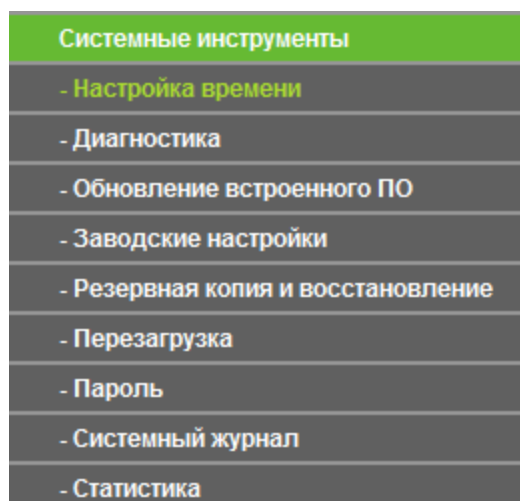 Системные инструменты
- Настройка времени
- Диагностика
- Обновление встроенного ПО
- Заводские настройки
- Резервная копия и восстановление
- Перезагрузка
- Пароль
- Системный журнал
- Статистика